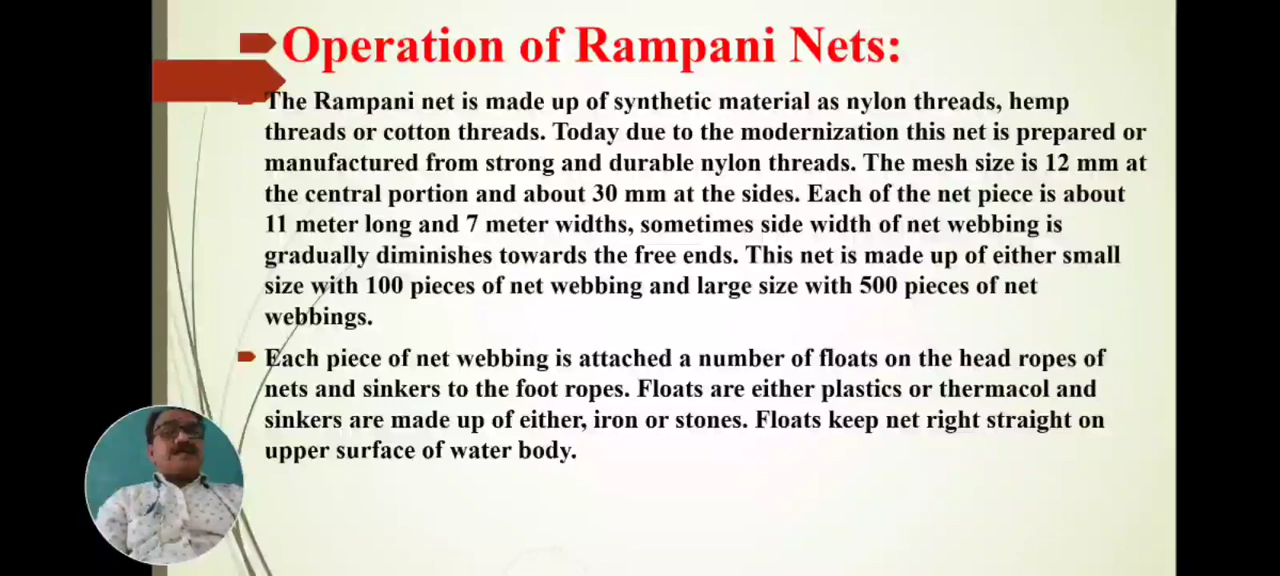 Operation of Rampani Nets:
The Rampani net is made up of synthetic material as nylon threads, hemp
threads or cotton threads. Today due to the modernization this net is prepared or
manufactured from strong and durable nylon threads. The mesh size is 12 mm at
the central portion and about 30 mm at the sides. Each of the net piece is about
11 meter long and 7 meter widths, sometimes side width of net webbing is
gradually diminishes towards the free ends. This net is made up of either small
size with 100 pieces of net webbing and large size with 500 pieces of net
webbings.
Each piece of net webbing is attached a number of floats on the head ropes of
nets and sinkers to the foot ropes. Floats are either plastics or thermacol and
sinkers are made up of either, iron or stones. Floats keep net right straight on
upper surface of water body.